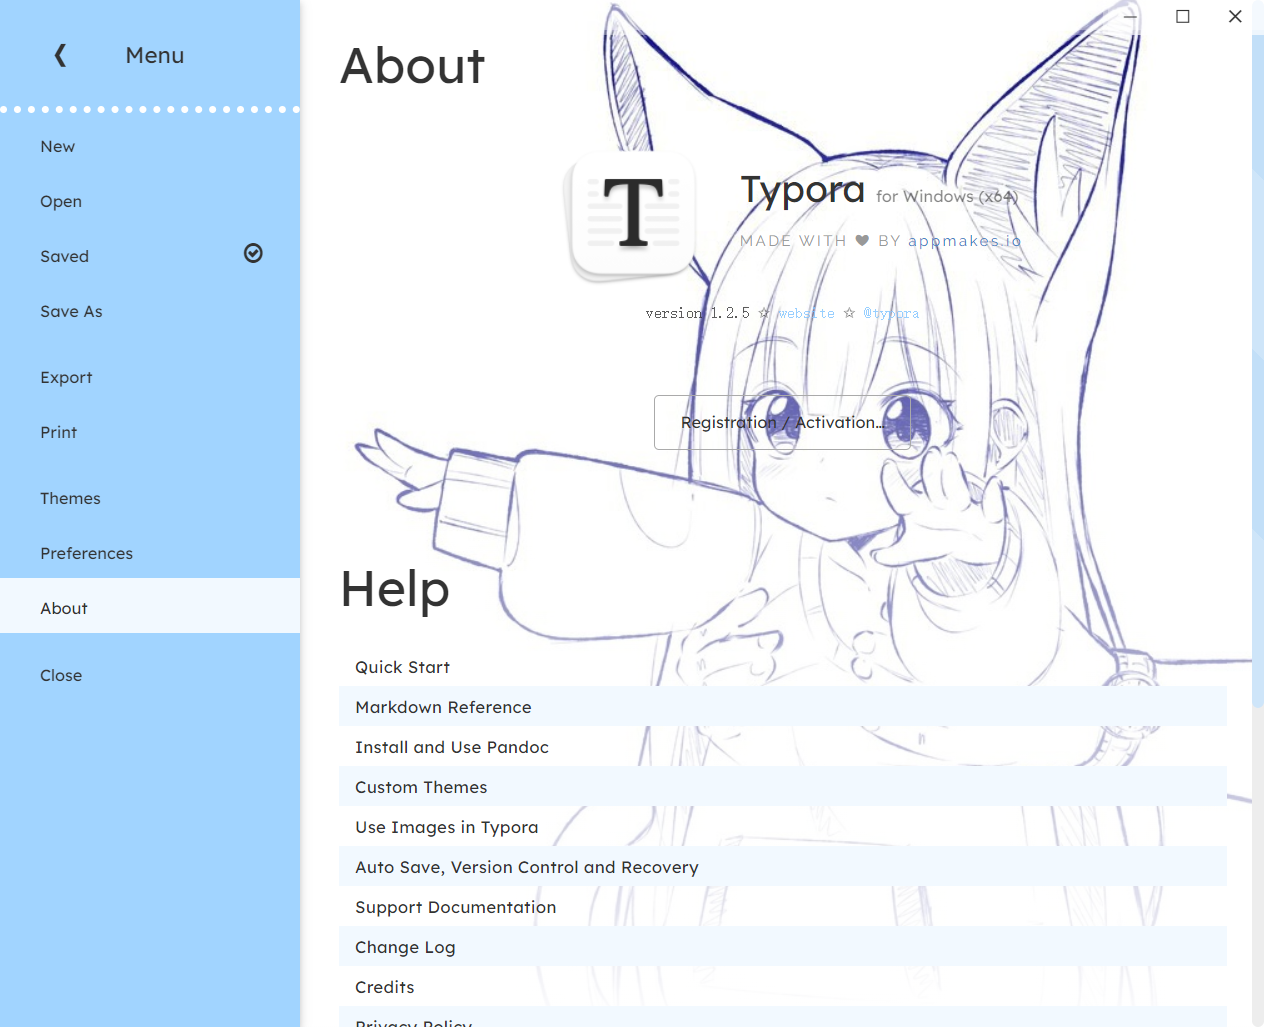 ❮ Menu
New
Open
Saved
Save As
Export
Print
Themes
Preferences
About
Close
About
T
Typora for Windows (x64)
MADE WITH ♥ BY appmakes.io
version 1.2.5 ☆ website ☆ @typora
Registration / Activation...
Help
Quick Start
Markdown Reference
Install and Use Pandoc
Custom Themes
Use Images in Typora
Auto Save, Version Control and Recovery
Support Documentation
Change Log
Credits
Privacy Policy